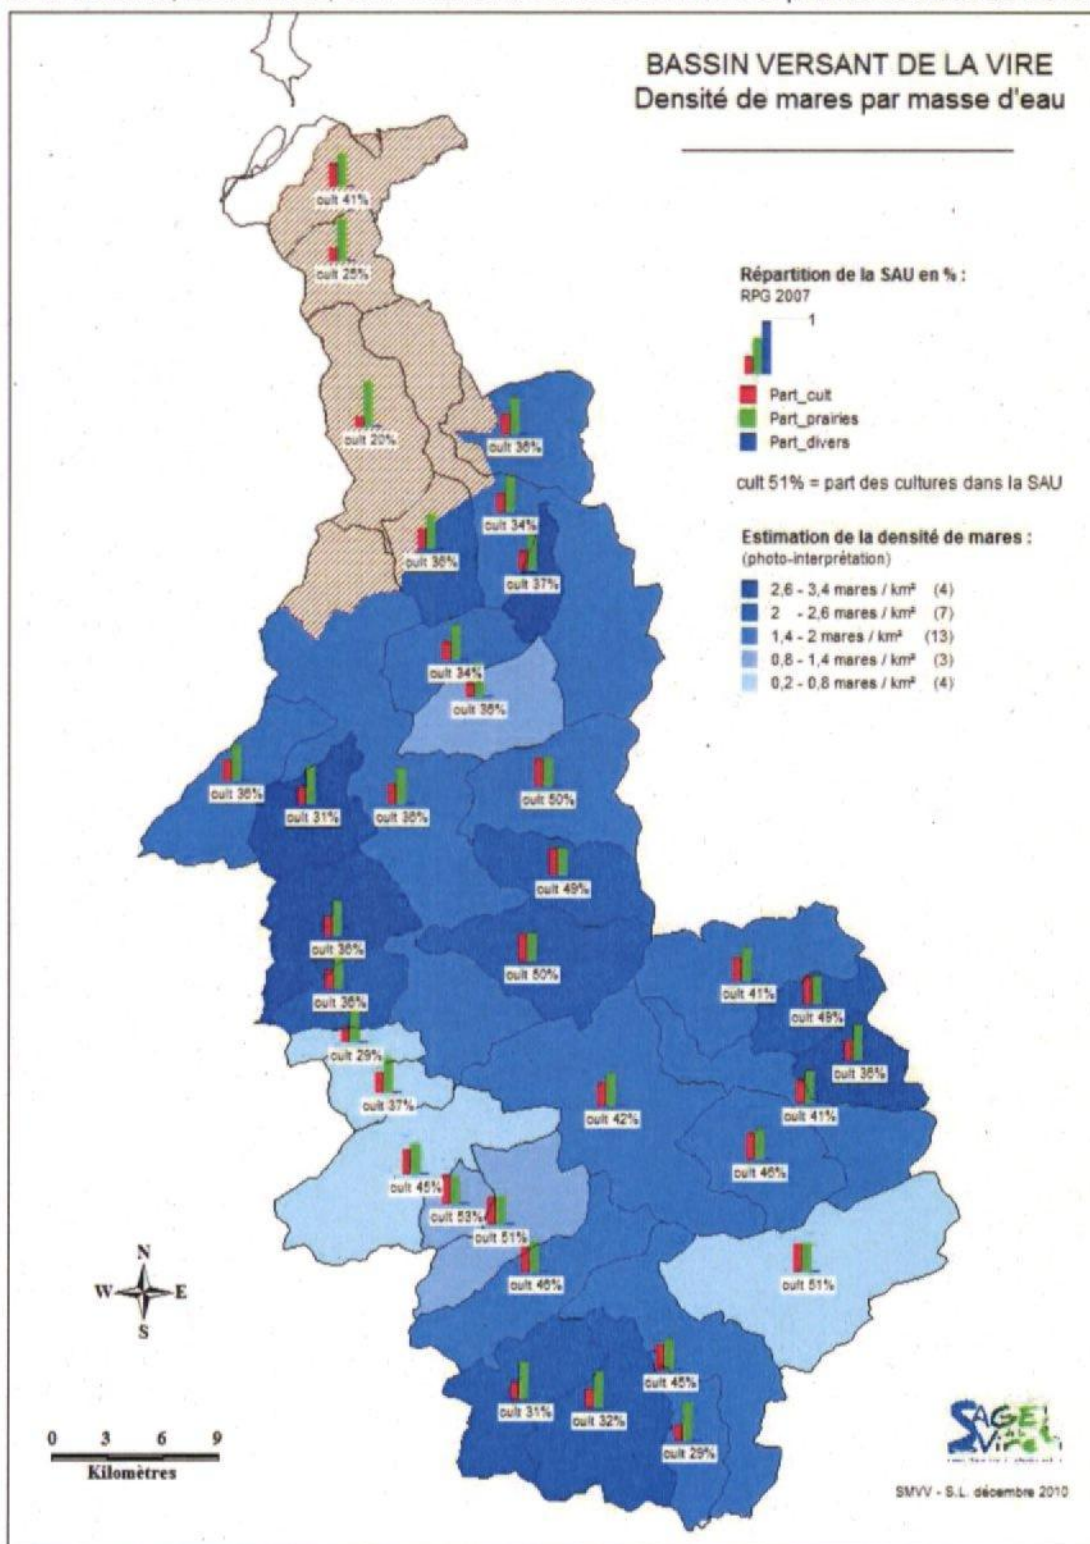 BASSIN VERSANT DE LA VIRE
Densité de mares par masse d'eau
cult 41%
cult 25%
cult 20%
Répartition de la SAU en % :
RPG 2007
1
Part_cult
Part_prairies
Part_divers
cult 51% = part des cultures dans la SAU
Estimation de la densité de mares :
(photo-interprétation)
2,6 - 3,4 mares / km² (4)
2 - 2,6 mares / km² (7)
1,4 - 2 mares / km² (13)
0,8 - 1,4 mares / km² (3)
0,2 - 0,8 mares / km² (4)
cult 36%
cult 34%
cult 36%
cult 37%
cult 34%
cult 36%
cult 36%
cult 31%
cult 36%
cult 50%
cult 49%
cult 36%
cult 50%
cult 36%
cult 41%
cult 49%
cult 29%
cult 36%
cult 37%
cult 42%
cult 41%
cult 45%
cult 46%
cult 53%
cult 51%
cult 46%
cult 51%
cult 45%
cult 31%
cult 32%
cult 29%
N
W E
S
0 3 6 9
Kilomètres
SAGE
Vire
SMVV - S.L. décembre 2010